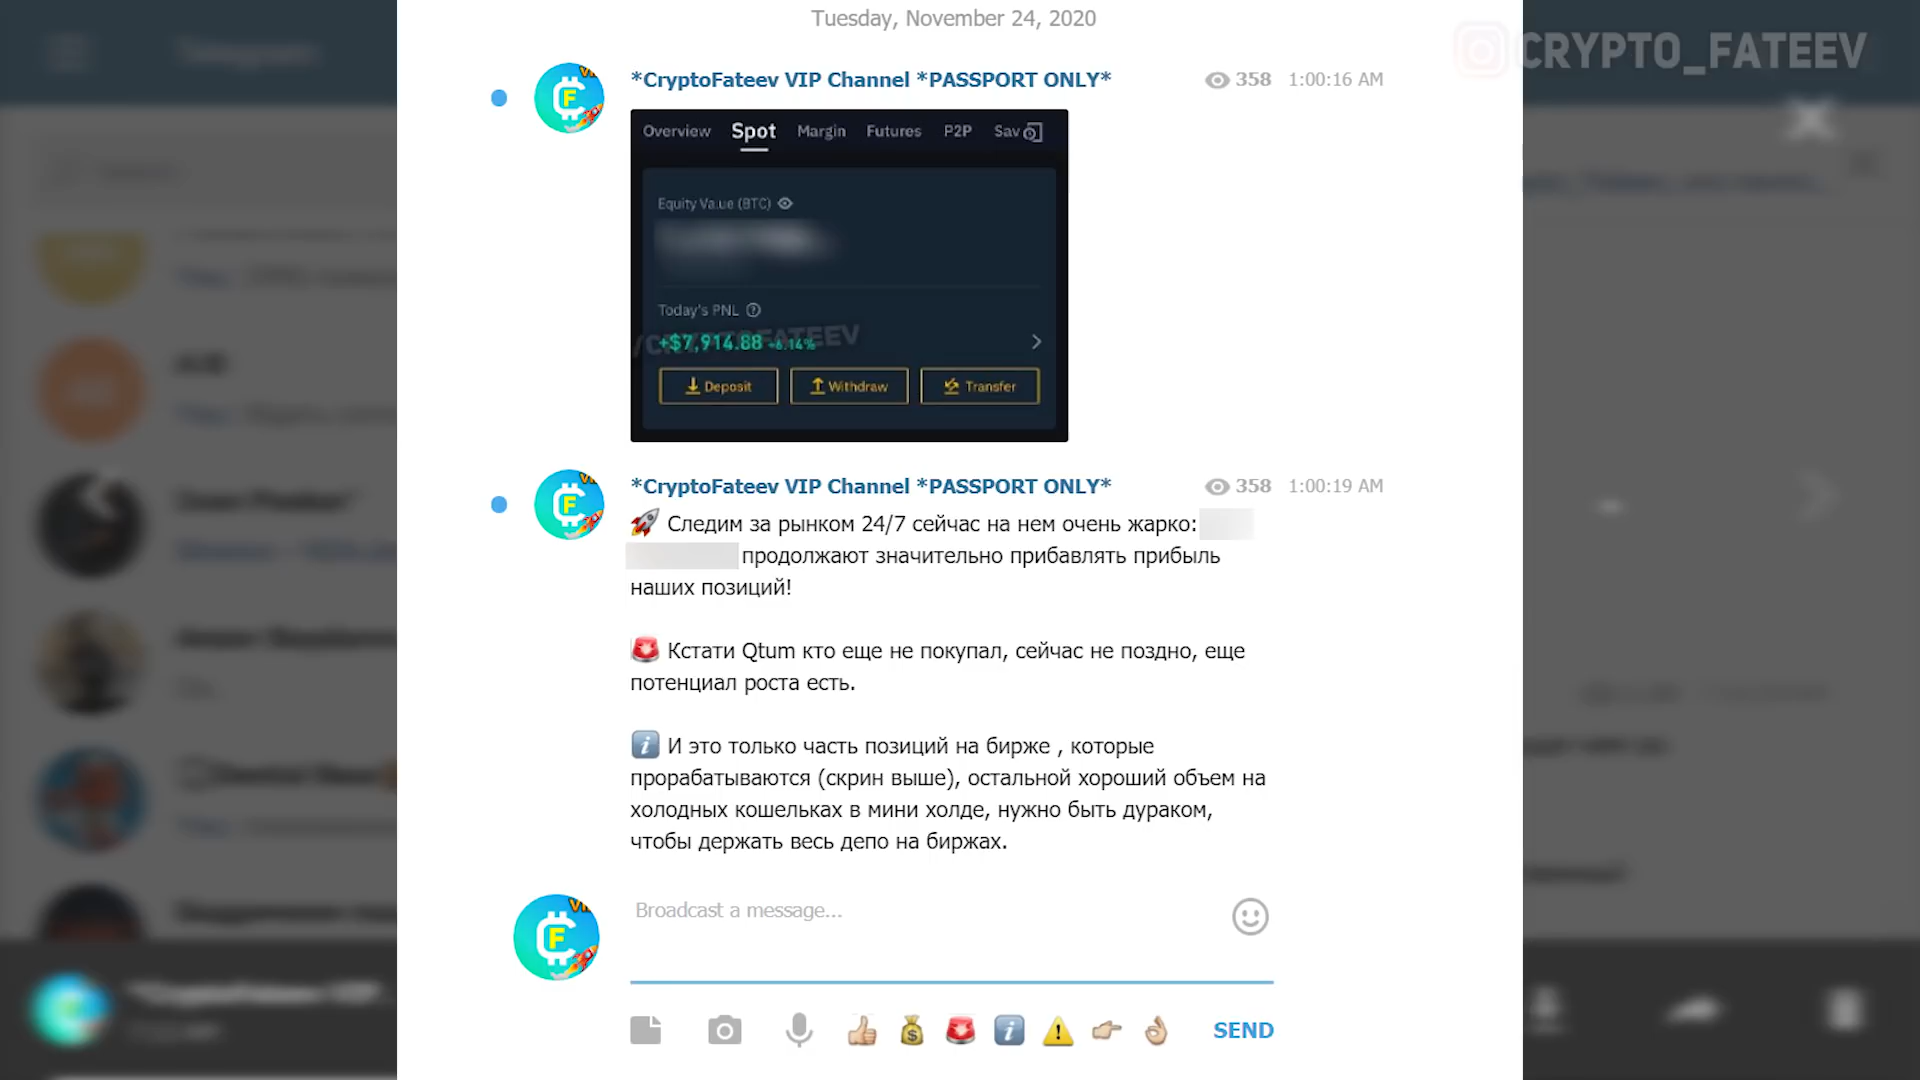 Tuesday, November 24, 2020
CRYPTO_FATEEV
*CryptoFateev VIP Channel *PASSPORT ONLY*
358 1:00:16 AM
Overview Spot Margin Futures P2P Sav
Equity Value (BTC)
Today's PNL
/CRYPTOFATEEV
+$7,914.88 +6.14%
Deposit Withdraw Transfer
*CryptoFateev VIP Channel *PASSPORT ONLY*
358 1:00:19 AM
Следим за рынком 24/7 сейчас на нем очень жарко:
продолжают значительно прибавлять прибыль
наших позиций!
Кстати Qtum кто еще не покупал, сейчас не поздно, еще
потенциал роста есть.
И это только часть позиций на бирже , которые
прорабатываются (скрин выше), остальной хороший объем на
холодных кошельках в мини холде, нужно быть дураком,
чтобы держать весь депо на биржах.
Broadcast a message...
SEND